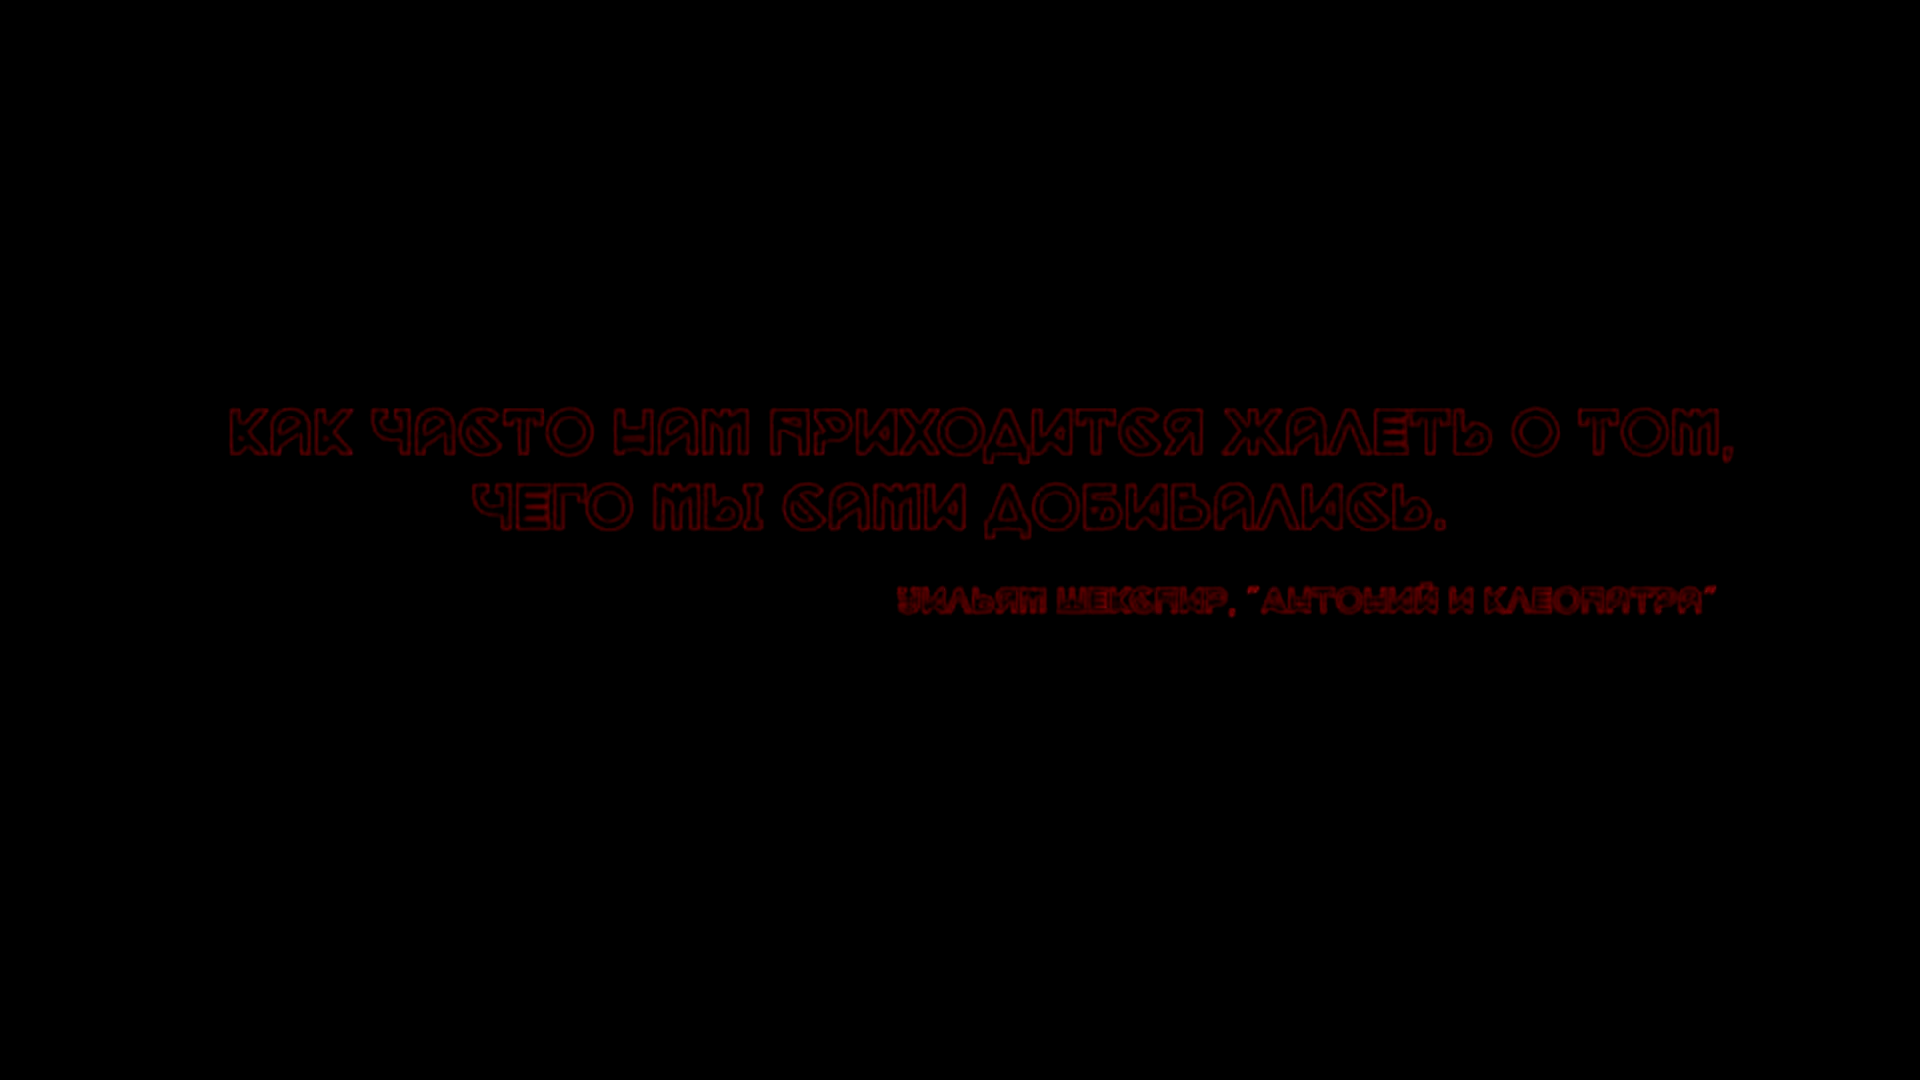 КАК ЧАСТО НАМ ПРИХОДИТСЯ ЖАЛЕТЬ О ТОМ,
ЧЕГО МЫ САМИ ДОБИВАЛИСЬ.
УИЛЬЯМ ШЕКСПИР, "АНТОНИЙ И КЛЕОПАТРА"